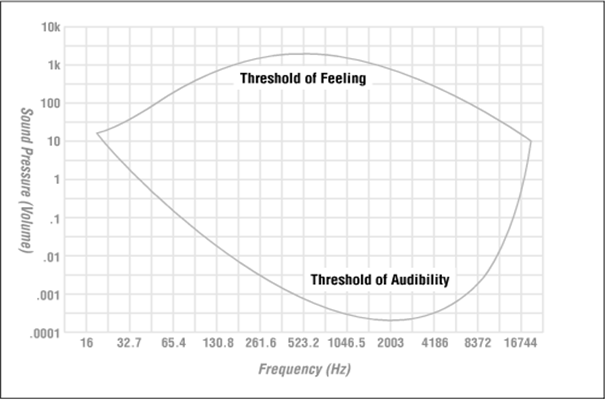 10k
1k
100
10
1
.1
.01
.001
.0001
Sound Pressure (Volume)
Threshold of Feeling
Threshold of Audibility
16 32.7 65.4 130.8 261.6 523.2 1046.5 2003 4186 8372 16744
Frequency (Hz)